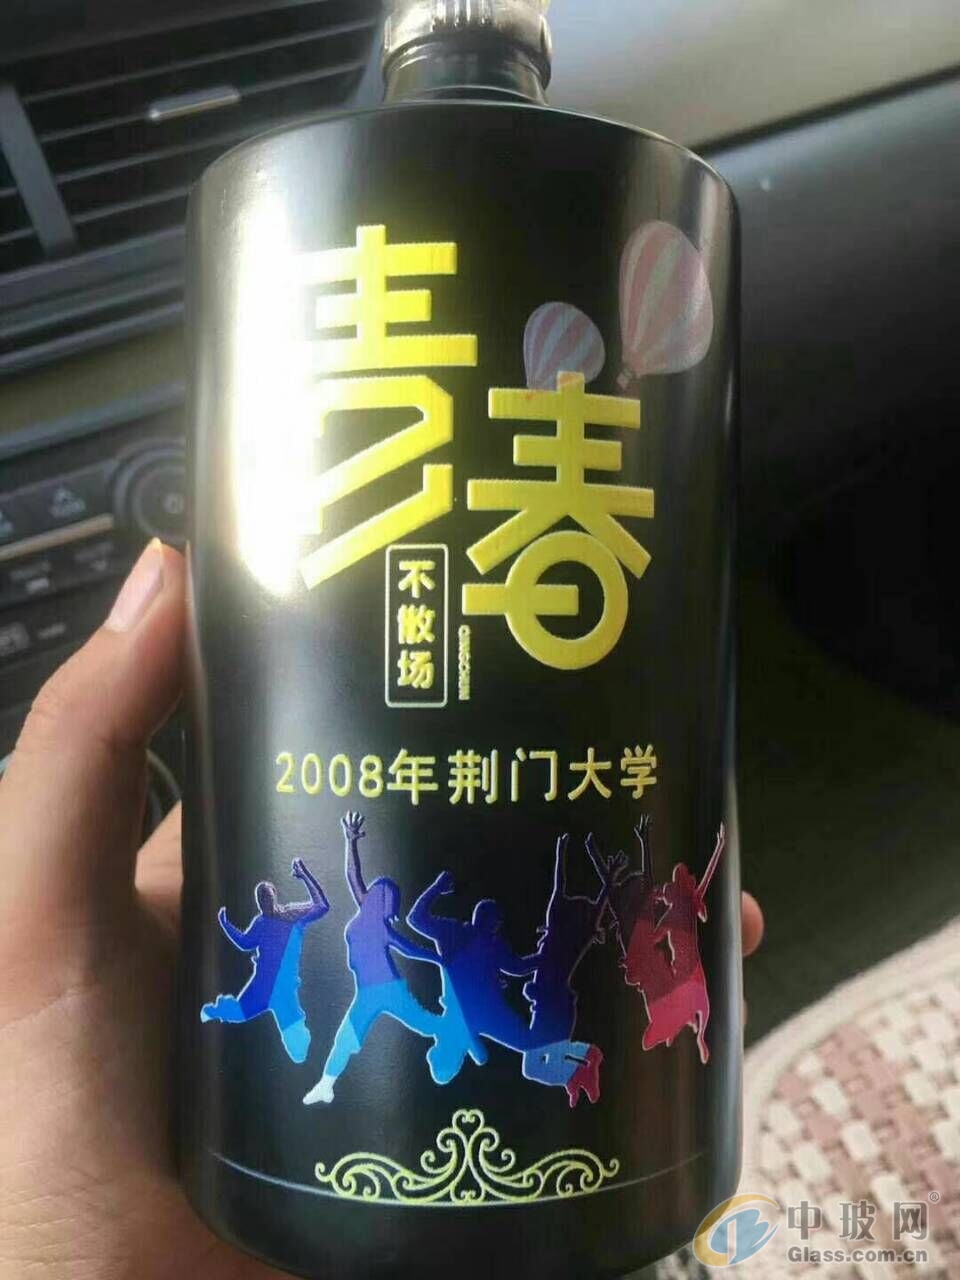 青春
不散场
QINGCHUN
2008年荆门大学
中玻网®
Glass.com.cn